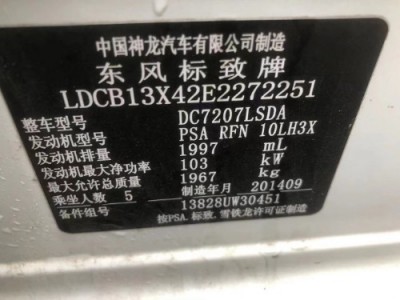 中国神龙汽车有限公司制造
东风标致牌
LDCB13X42E2272251
整车型号 DC7207LSDA
发动机型号 PSA RFN 10LH3X
发动机排量 1997 mL
发动机最大净功率 103 kW
最大允许总质量 1967 kg
乘坐人数 5 制造年月 201409
备件组号 13828UW30451
按PSA.标致.雪铁龙许可证制造